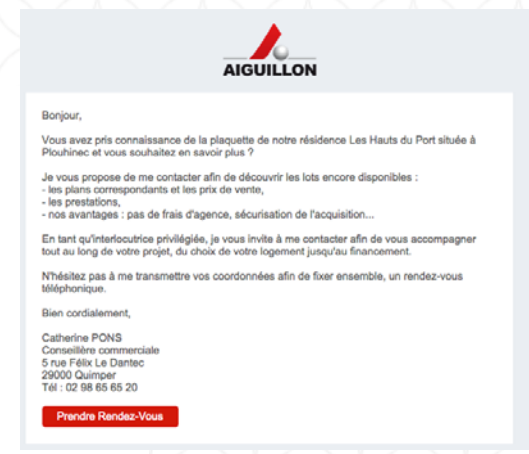 AIGUILLON
Bonjour,
Vous avez pris connaissance de la plaquette de notre résidence Les Hauts du Port située à
Plouhinec et vous souhaitez en savoir plus ?
Je vous propose de me contacter afin de découvrir les lots encore disponibles :
- les plans correspondants et les prix de vente,
- les prestations,
- nos avantages : pas de frais d'agence, sécurisation de l'acquisition...
En tant qu'interlocutrice privilégiée, je vous invite à me contacter afin de vous accompagner
tout au long de votre projet, du choix de votre logement jusqu'au financement.
N'hésitez pas à me transmettre vos coordonnées afin de fixer ensemble, un rendez-vous
téléphonique.
Bien cordialement,
Catherine PONS
Conseillère commerciale
5 rue Félix Le Dantec
29000 Quimper
Tél : 02 98 65 65 20
Prendre Rendez-Vous